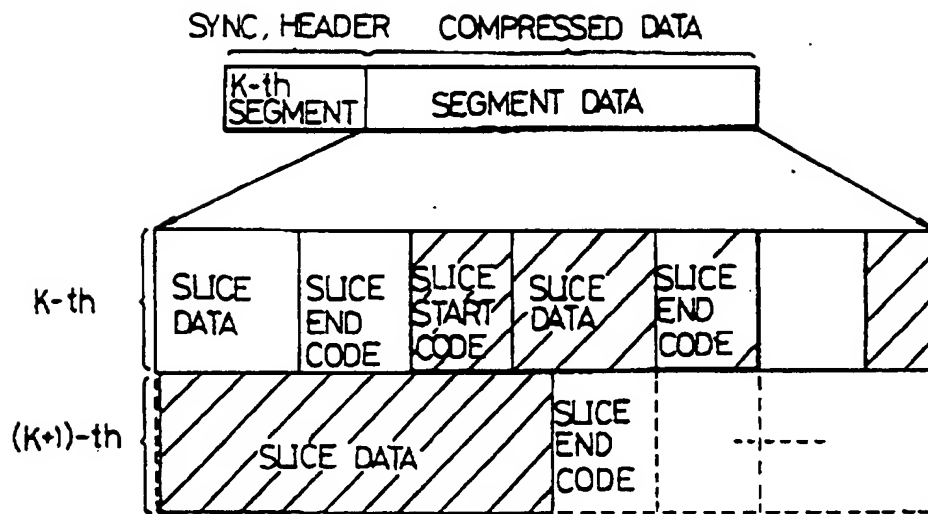 SYNC, HEADER COMPRESSED DATA
K-th
SEGMENT
SEGMENT DATA
K-th
SLICE
DATA
SLICE
END
CODE
SLICE
START
CODE
SLICE
DATA
SLICE
END
CODE
(K+1)-th
SLICE DATA
SLICE
END
CODE